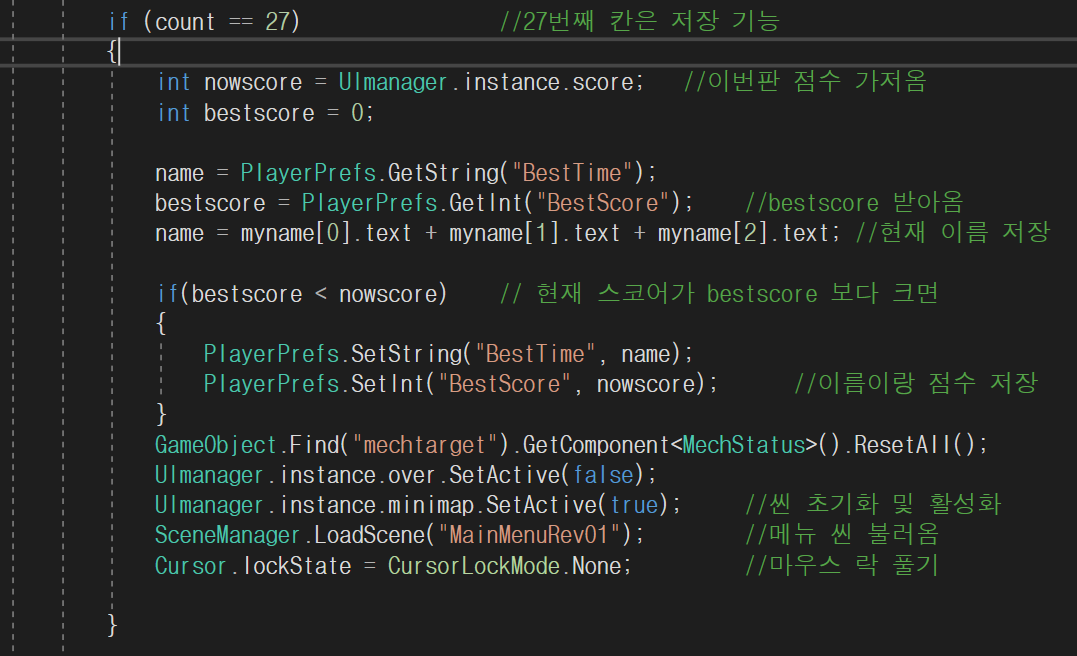 if (count == 27) //27번째 칸은 저장 기능
{
int nowscore = UImanager.instance.score; //이번판 점수 가저옴
int bestscore = 0;
name = PlayerPrefs.GetString("BestTime");
bestscore = PlayerPrefs.GetInt("BestScore"); //bestscore 받아옴
name = myname[0].text + myname[1].text + myname[2].text; //현재 이름 저장
if(bestscore < nowscore) // 현재 스코어가 bestscore 보다 크면
{
PlayerPrefs.SetString("BestTime", name);
PlayerPrefs.SetInt("BestScore", nowscore); //이름이랑 점수 저장
}
GameObject.Find("mechtarget").GetComponent<MechStatus>().ResetAll();
UImanager.instance.over.SetActive(false);
UImanager.instance.minimap.SetActive(true); //씬 초기화 및 활성화
SceneManager.LoadScene("MainMenuRev01"); //메뉴 씬 불러옴
Cursor.lockState = CursorLockMode.None; //마우스 락 풀기
}